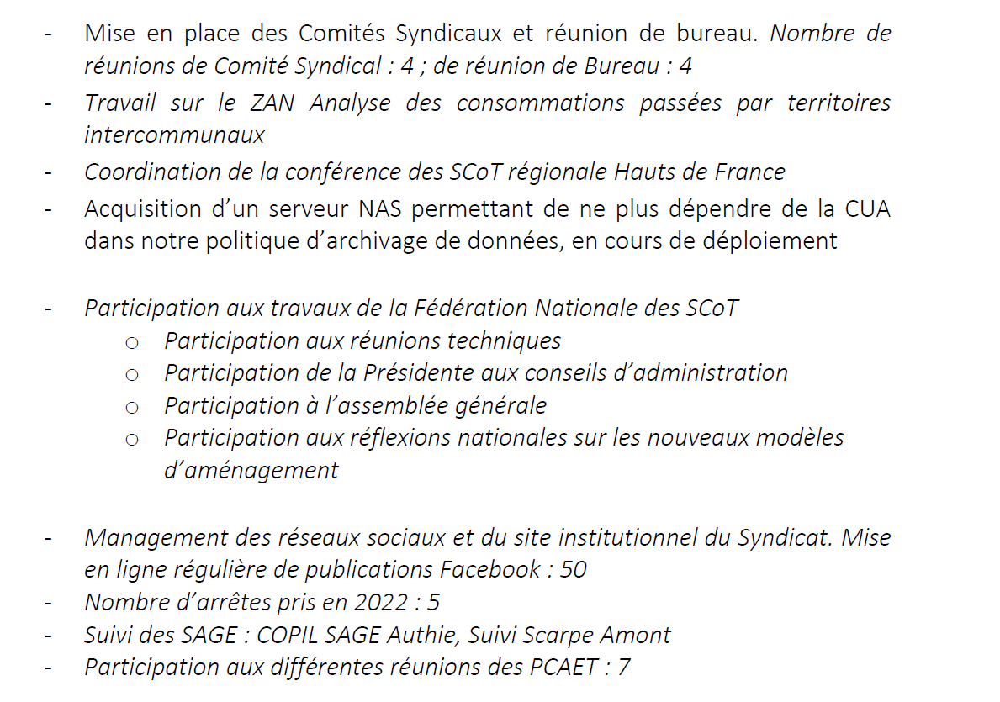 - Mise en place des Comités Syndicaux et réunion de bureau. Nombre de
réunions de Comité Syndical : 4 ; de réunion de Bureau : 4
- Travail sur le ZAN Analyse des consommations passées par territoires
intercommunaux
- Coordination de la conférence des SCoT régionale Hauts de France
- Acquisition d’un serveur NAS permettant de ne plus dépendre de la CUA
dans notre politique d’archivage de données, en cours de déploiement
- Participation aux travaux de la Fédération Nationale des SCoT
o Participation aux réunions techniques
o Participation de la Présidente aux conseils d’administration
o Participation à l’assemblée générale
o Participation aux réflexions nationales sur les nouveaux modèles
d’aménagement
- Management des réseaux sociaux et du site institutionnel du Syndicat. Mise
en ligne régulière de publications Facebook : 50
- Nombre d’arrêtes pris en 2022 : 5
- Suivi des SAGE : COPIL SAGE Authie, Suivi Scarpe Amont
- Participation aux différentes réunions des PCAET : 7